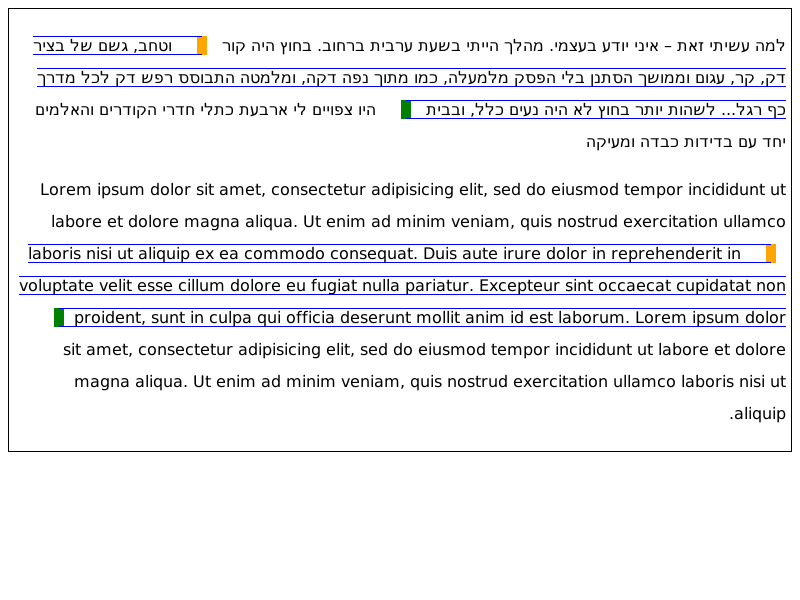 למה עשיתי זאת – איני יודע בעצמי. מהלך הייתי בשעת ערבית ברחוב. בחוץ היה קור וטחב, גשם של בציר
דק, קר, עגום וממושך הסתנן בלי הפסק מלמעלה, כמו מתוך נפה דקה, ומלמטה התבוסס רפש דק לכל מדרך
כף רגל... לשהות יותר בחוץ לא היה נעים כלל, ובבית היו צפויים לי ארבעת כתלי חדרי הקודרים והאלמים
יחד עם בדידות כבדה ומעיקה
Lorem ipsum dolor sit amet, consectetur adipisicing elit, sed do eiusmod tempor incididunt ut
labore et dolore magna aliqua. Ut enim ad minim veniam, quis nostrud exercitation ullamco
laboris nisi ut aliquip ex ea commodo consequat. Duis aute irure dolor in reprehenderit in
voluptate velit esse cillum dolore eu fugiat nulla pariatur. Excepteur sint occaecat cupidatat non
proident, sunt in culpa qui officia deserunt mollit anim id est laborum. Lorem ipsum dolor
sit amet, consectetur adipisicing elit, sed do eiusmod tempor incididunt ut labore et dolore
magna aliqua. Ut enim ad minim veniam, quis nostrud exercitation ullamco laboris nisi ut
aliquip.